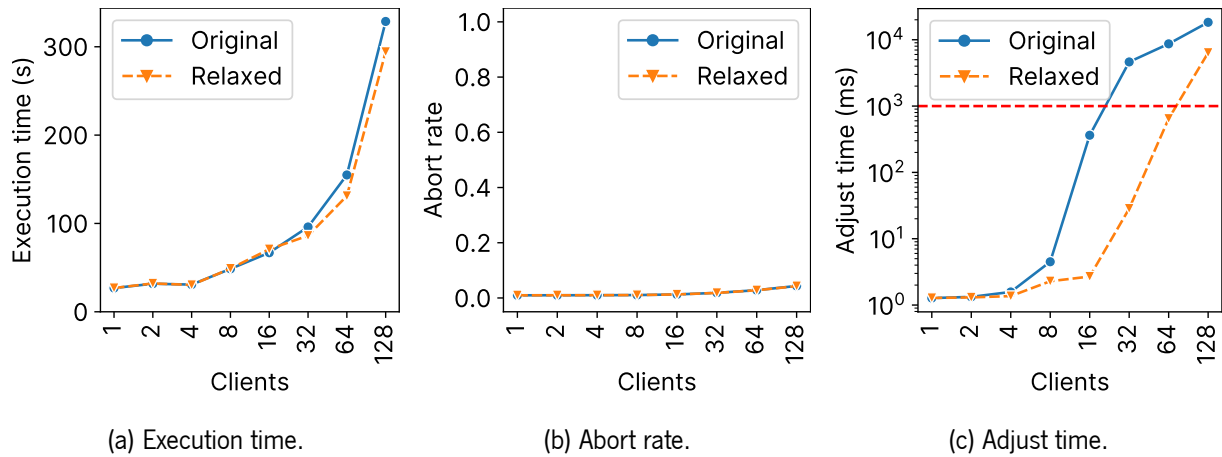 Execution time (s)
300
200
100
0
Original
Relaxed
1 2 4 8 16 32 64 128
Clients
(a) Execution time.
Abort rate
1.0
0.8
0.6
0.4
0.2
0.0
Original
Relaxed
1 2 4 8 16 32 64 128
Clients
(b) Abort rate.
Adjust time (ms)
10⁴
10³
10²
10¹
10⁰
Original
Relaxed
1 2 4 8 16 32 64 128
Clients
(c) Adjust time.